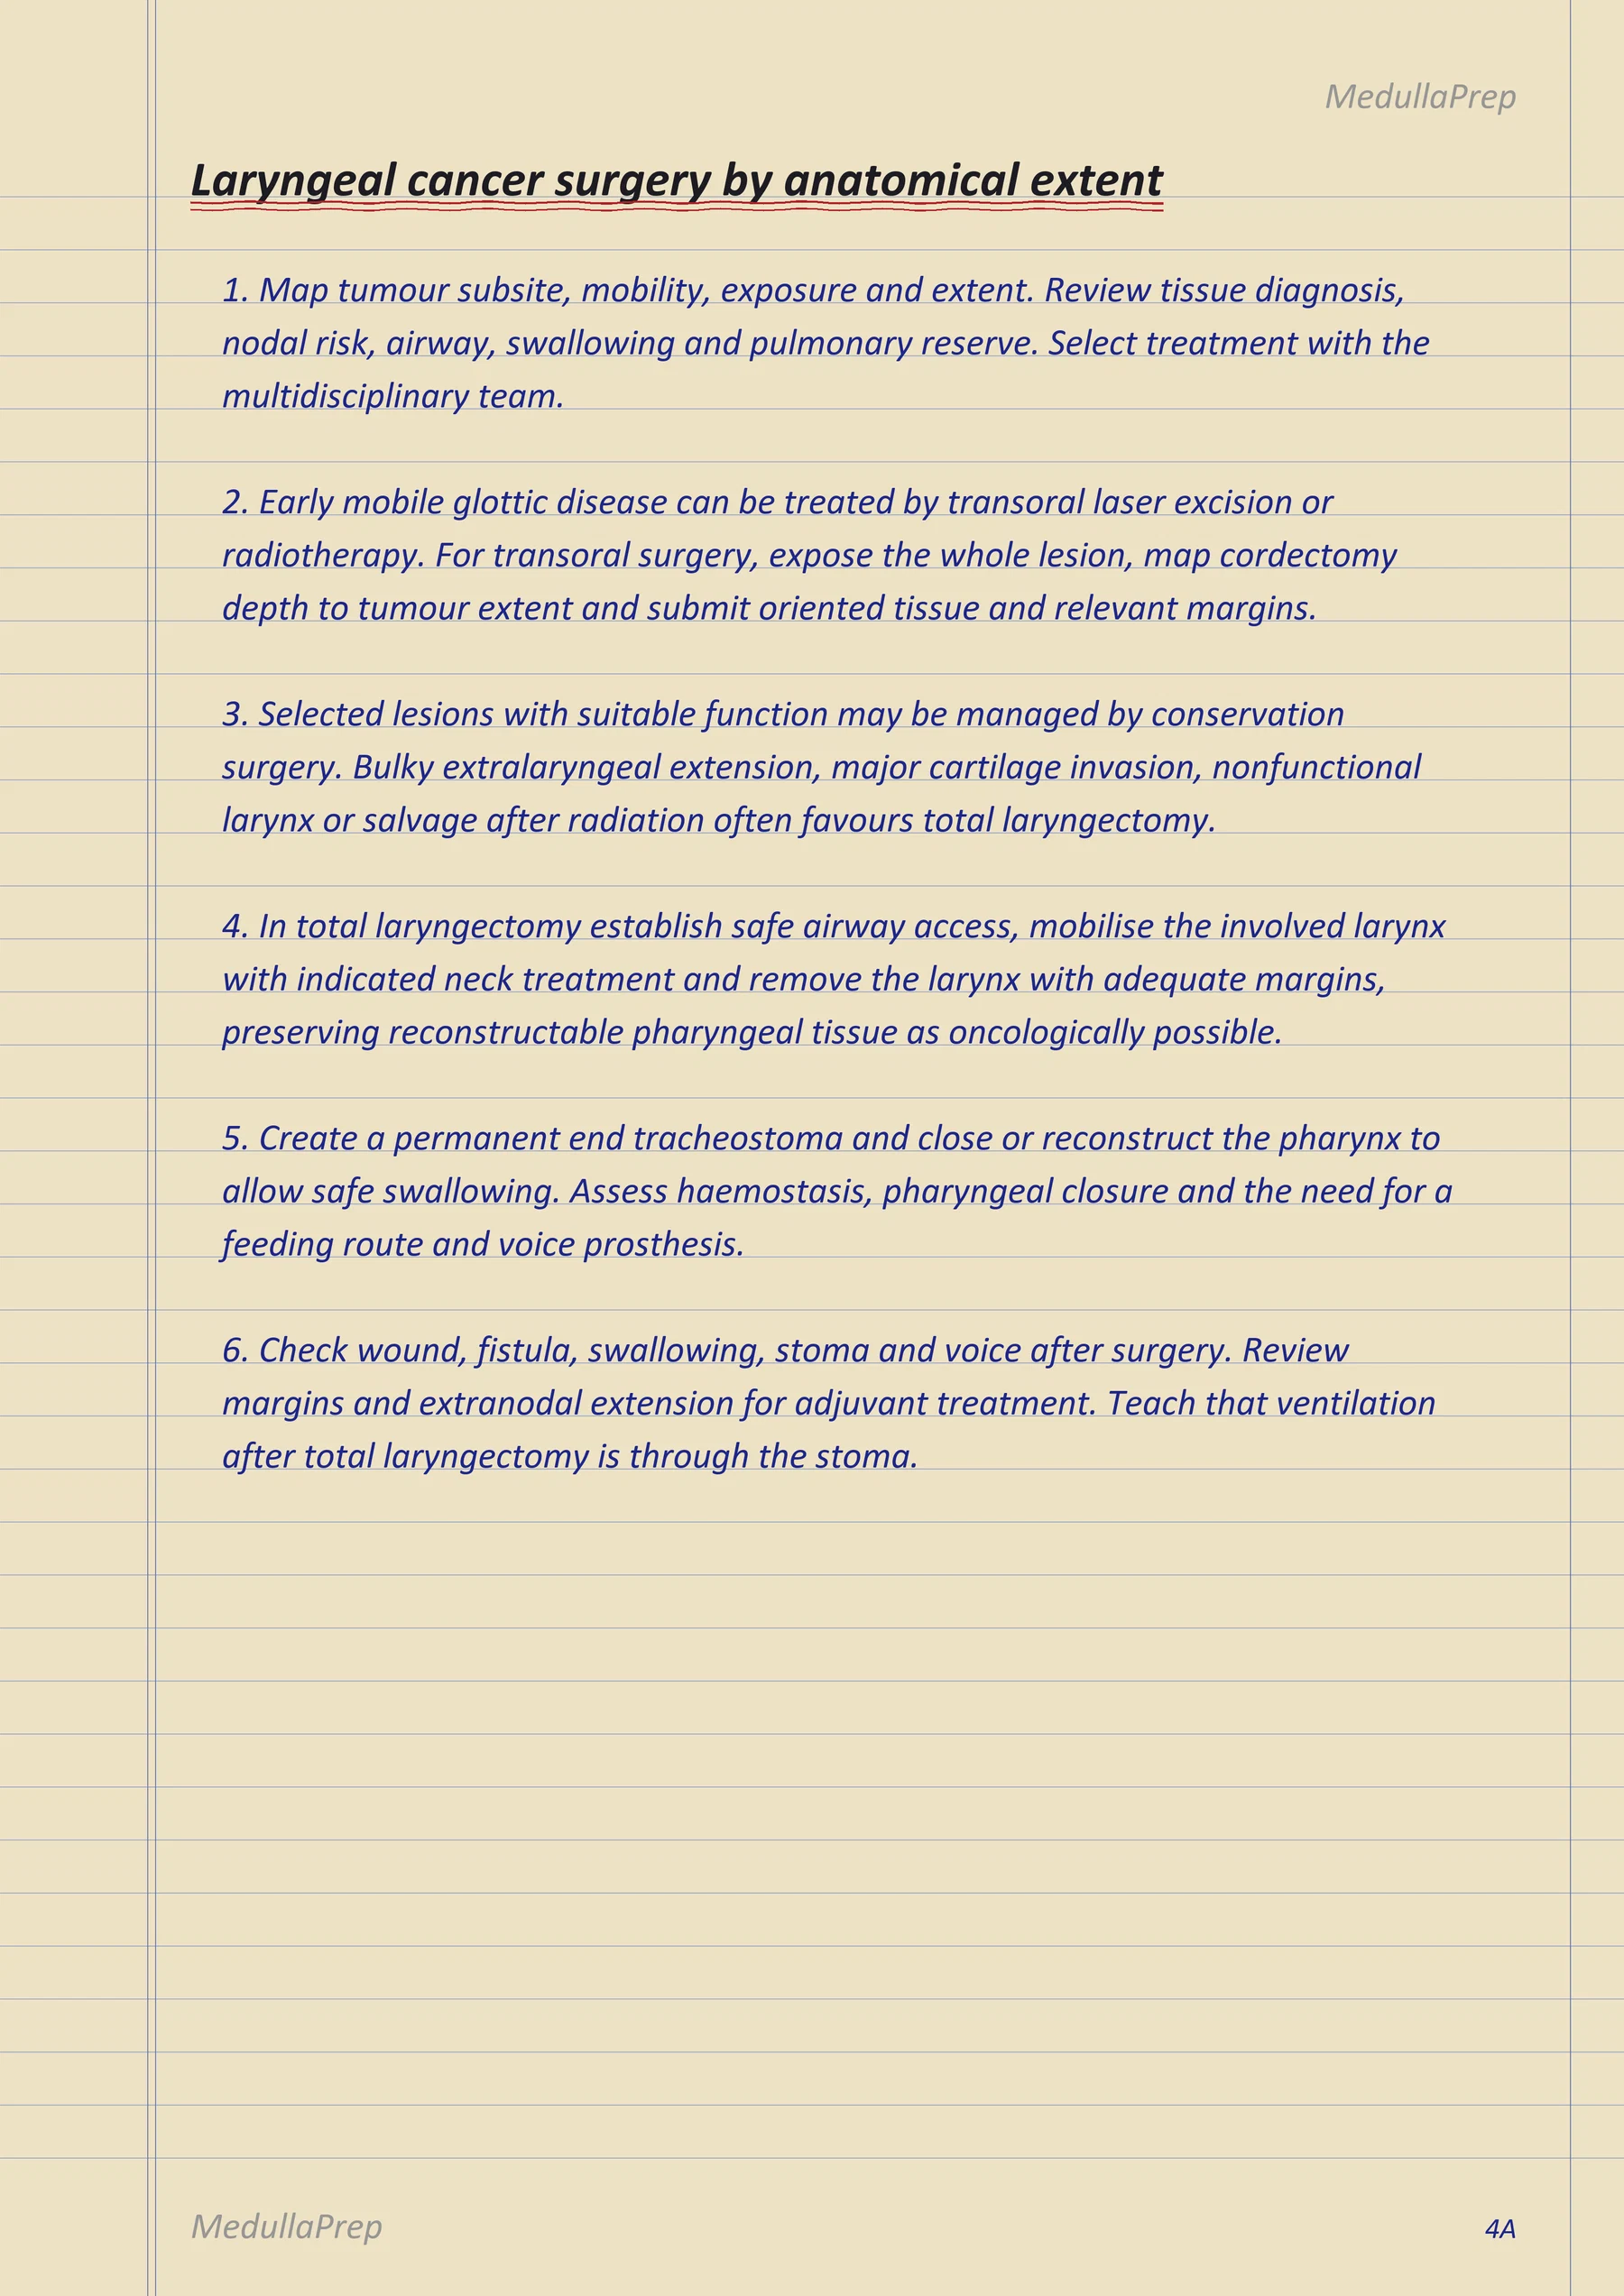 MedullaPrep
Laryngeal cancer surgery by anatomical extent
1. Map tumour subsite, mobility, exposure and extent. Review tissue diagnosis,
nodal risk, airway, swallowing and pulmonary reserve. Select treatment with the
multidisciplinary team.
2. Early mobile glottic disease can be treated by transoral laser excision or
radiotherapy. For transoral surgery, expose the whole lesion, map cordectomy
depth to tumour extent and submit oriented tissue and relevant margins.
3. Selected lesions with suitable function may be managed by conservation
surgery. Bulky extralaryngeal extension, major cartilage invasion, nonfunctional
larynx or salvage after radiation often favours total laryngectomy.
4. In total laryngectomy establish safe airway access, mobilise the involved larynx
with indicated neck treatment and remove the larynx with adequate margins,
preserving reconstructable pharyngeal tissue as oncologically possible.
5. Create a permanent end tracheostoma and close or reconstruct the pharynx to
allow safe swallowing. Assess haemostasis, pharyngeal closure and the need for a
feeding route and voice prosthesis.
6. Check wound, fistula, swallowing, stoma and voice after surgery. Review
margins and extranodal extension for adjuvant treatment. Teach that ventilation
after total laryngectomy is through the stoma.
MedullaPrep
4A